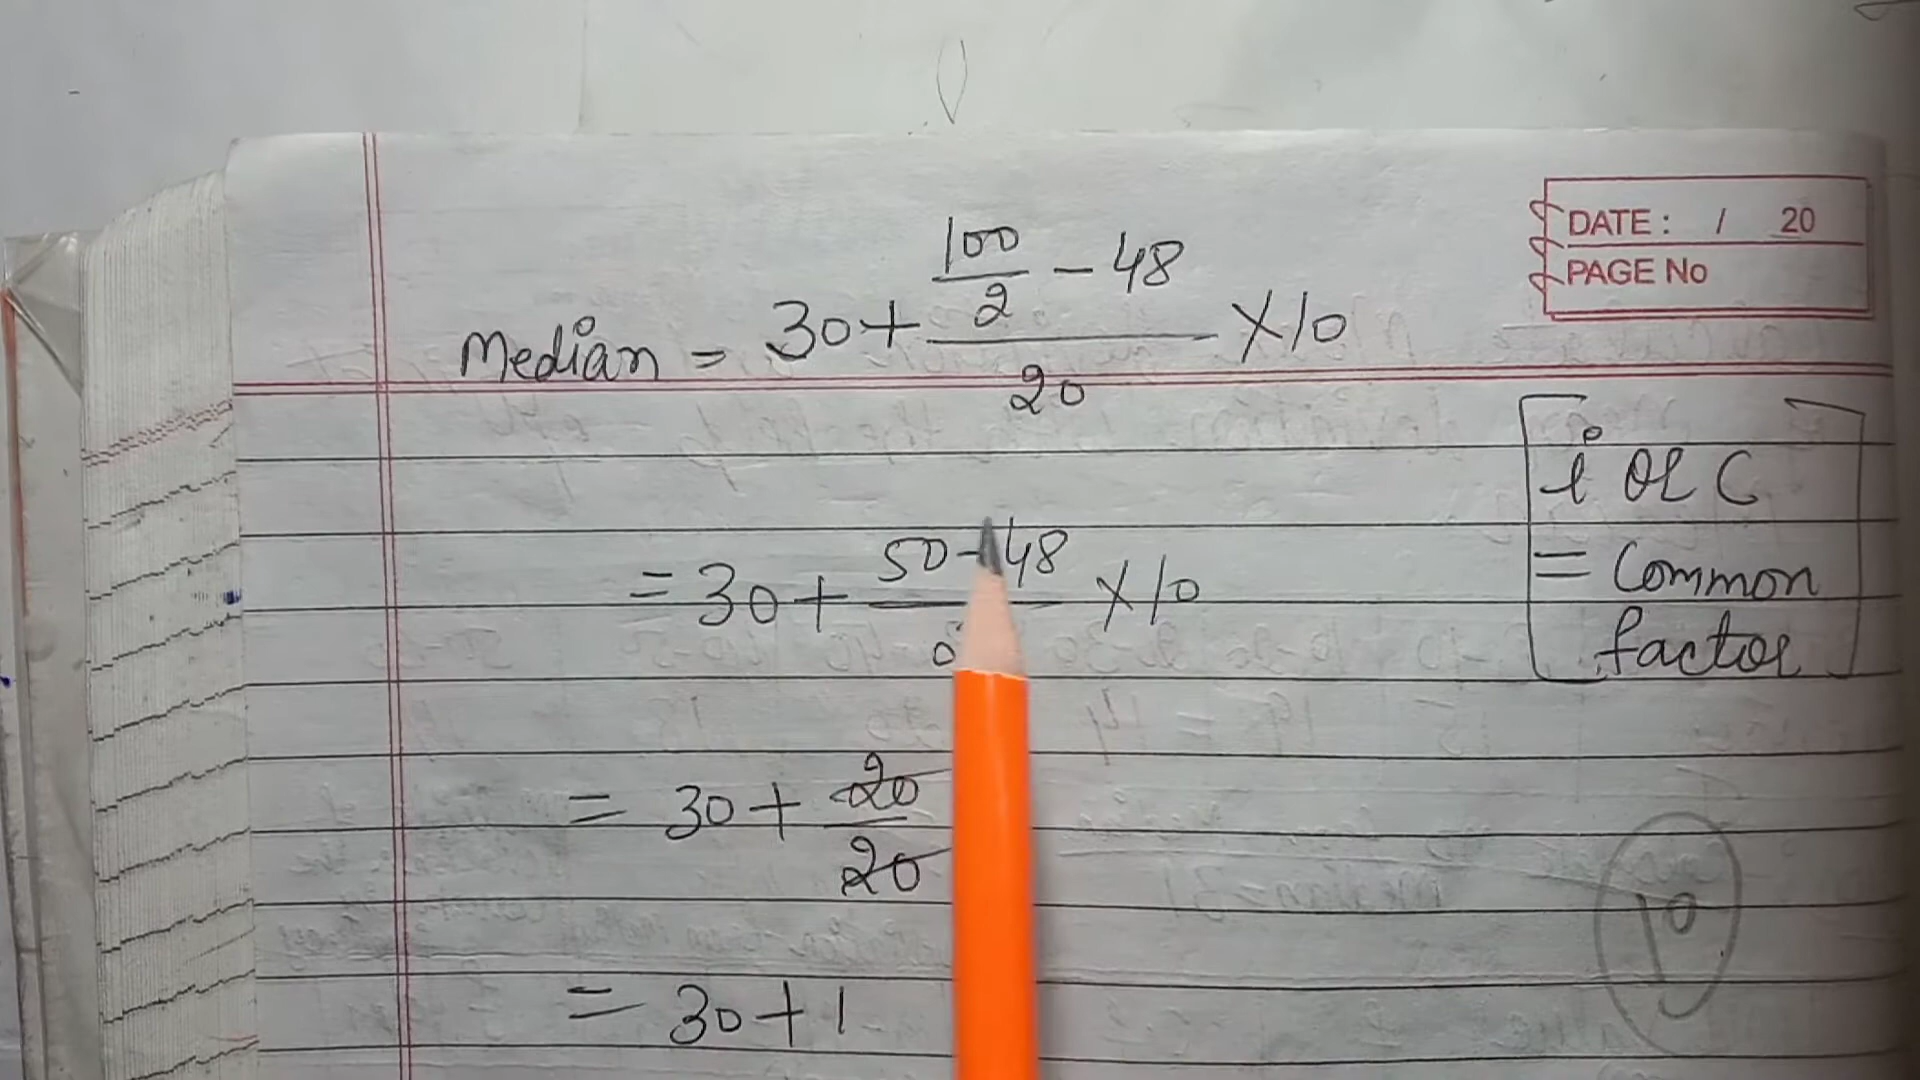 DATE : / 20
PAGE No
Median = 30 + (100/2 - 48)/20 × 10
i or C
= Common
factor
= 30 + (50 - 48)/ × 10
= 30 + 20/20
= 30 + 1
10